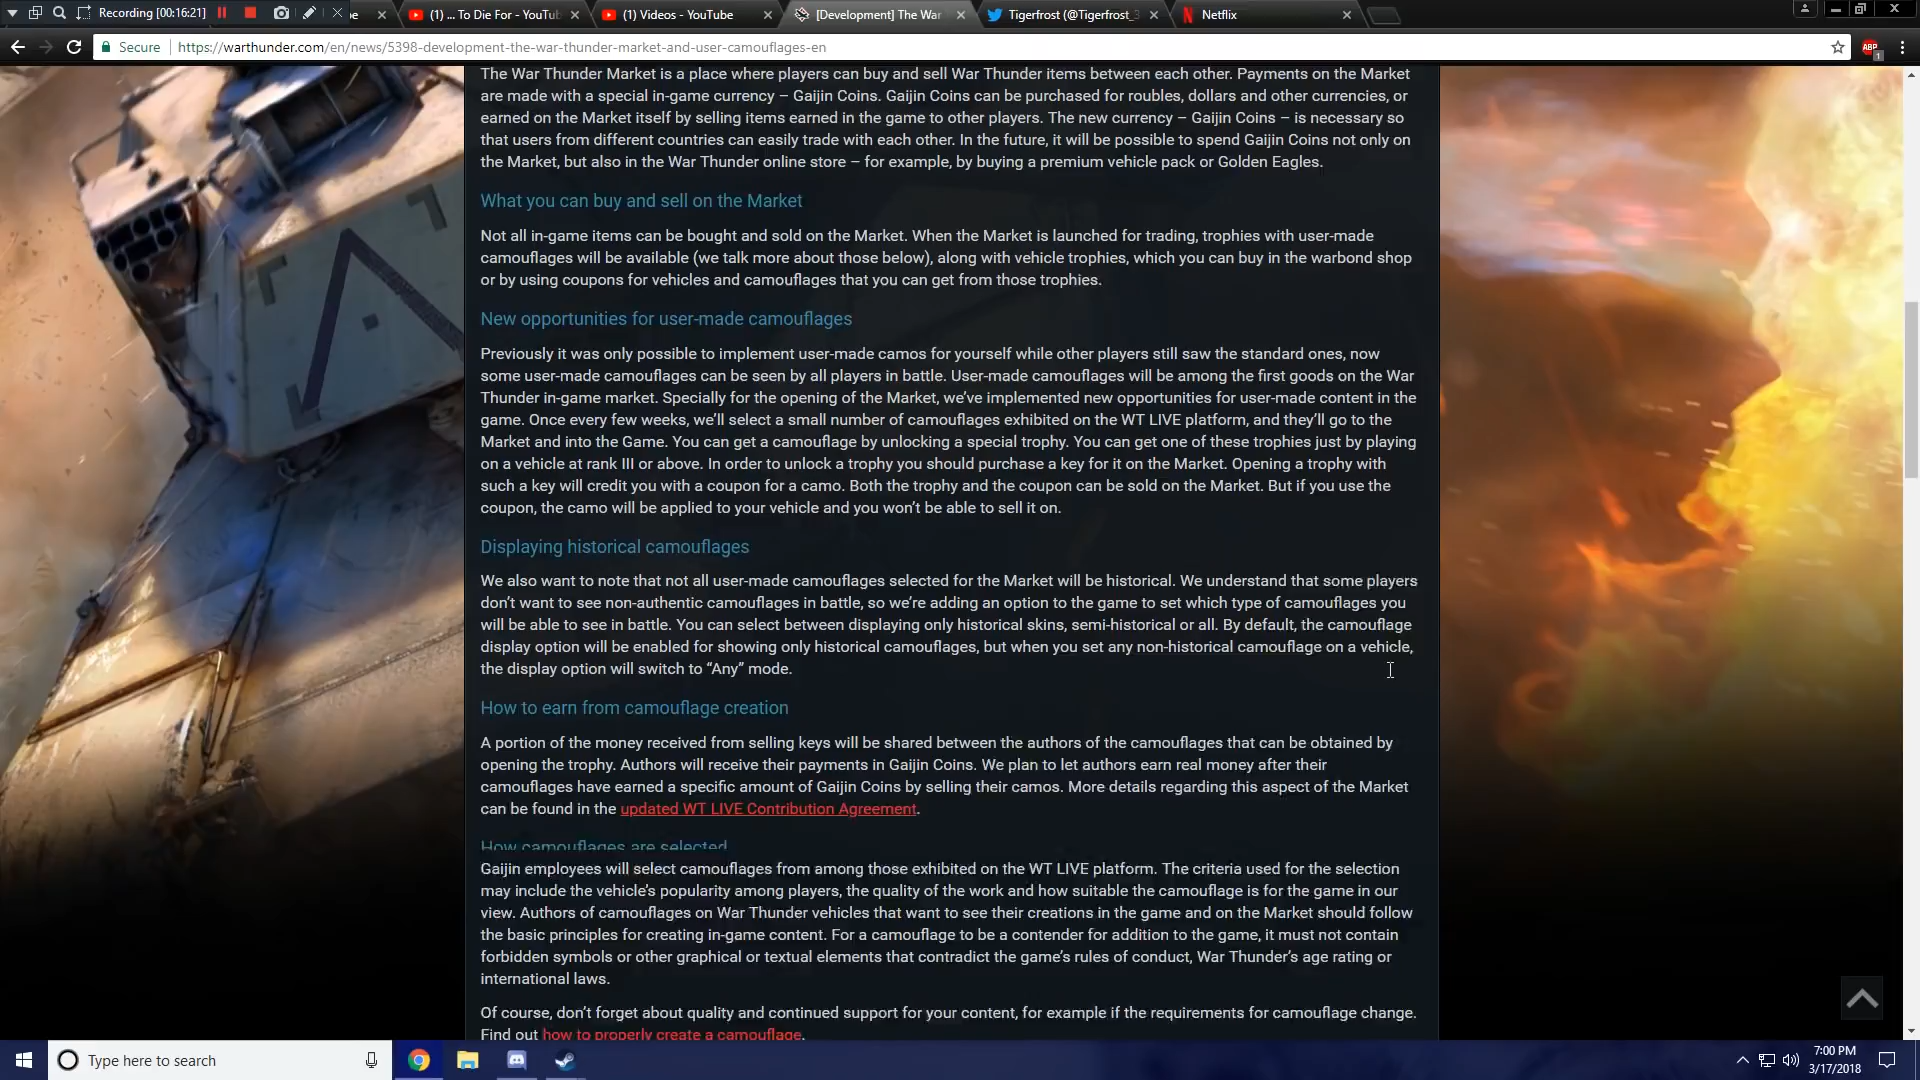 Recording [00:16:21]
be
(1) ... To Die For - YouTub
(1) Videos - YouTube
[Development] The War
Tigerfrost (@Tigerfrost_3
Netflix
Secure
https://warthunder.com/en/news/5398-development-the-war-thunder-market-and-user-camouflages-en
ABP
1
The War Thunder Market is a place where players can buy and sell War Thunder items between each other. Payments on the Market
are made with a special in-game currency – Gaijin Coins. Gaijin Coins can be purchased for roubles, dollars and other currencies, or
earned on the Market itself by selling items earned in the game to other players. The new currency – Gaijin Coins – is necessary so
that users from different countries can easily trade with each other. In the future, it will be possible to spend Gaijin Coins not only on
the Market, but also in the War Thunder online store – for example, by buying a premium vehicle pack or Golden Eagles.
What you can buy and sell on the Market
Not all in-game items can be bought and sold on the Market. When the Market is launched for trading, trophies with user-made
camouflages will be available (we talk more about those below), along with vehicle trophies, which you can buy in the warbond shop
or by using coupons for vehicles and camouflages that you can get from those trophies.
New opportunities for user-made camouflages
Previously it was only possible to implement user-made camos for yourself while other players still saw the standard ones, now
some user-made camouflages can be seen by all players in battle. User-made camouflages will be among the first goods on the War
Thunder in-game market. Specially for the opening of the Market, we’ve implemented new opportunities for user-made content in the
game. Once every few weeks, we’ll select a small number of camouflages exhibited on the WT LIVE platform, and they’ll go to the
Market and into the Game. You can get a camouflage by unlocking a special trophy. You can get one of these trophies just by playing
on a vehicle at rank III or above. In order to unlock a trophy you should purchase a key for it on the Market. Opening a trophy with
such a key will credit you with a coupon for a camo. Both the trophy and the coupon can be sold on the Market. But if you use the
coupon, the camo will be applied to your vehicle and you won’t be able to sell it on.
Displaying historical camouflages
We also want to note that not all user-made camouflages selected for the Market will be historical. We understand that some players
don’t want to see non-authentic camouflages in battle, so we’re adding an option to the game to set which type of camouflages you
will be able to see in battle. You can select between displaying only historical skins, semi-historical or all. By default, the camouflage
display option will be enabled for showing only historical camouflages, but when you set any non-historical camouflage on a vehicle,
the display option will switch to “Any” mode.
How to earn from camouflage creation
A portion of the money received from selling keys will be shared between the authors of the camouflages that can be obtained by
opening the trophy. Authors will receive their payments in Gaijin Coins. We plan to let authors earn real money after their
camouflages have earned a specific amount of Gaijin Coins by selling their camos. More details regarding this aspect of the Market
can be found in the updated WT LIVE Contribution Agreement.
How camouflages are selected
Gaijin employees will select camouflages from among those exhibited on the WT LIVE platform. The criteria used for the selection
may include the vehicle’s popularity among players, the quality of the work and how suitable the camouflage is for the game in our
view. Authors of camouflages on War Thunder vehicles that want to see their creations in the game and on the Market should follow
the basic principles for creating in-game content. For a camouflage to be a contender for addition to the game, it must not contain
forbidden symbols or other graphical or textual elements that contradict the game’s rules of conduct, War Thunder’s age rating or
international laws.
Of course, don’t forget about quality and continued support for your content, for example if the requirements for camouflage change.
Find out how to properly create a camouflage.
Type here to search
7:00 PM
3/17/2018